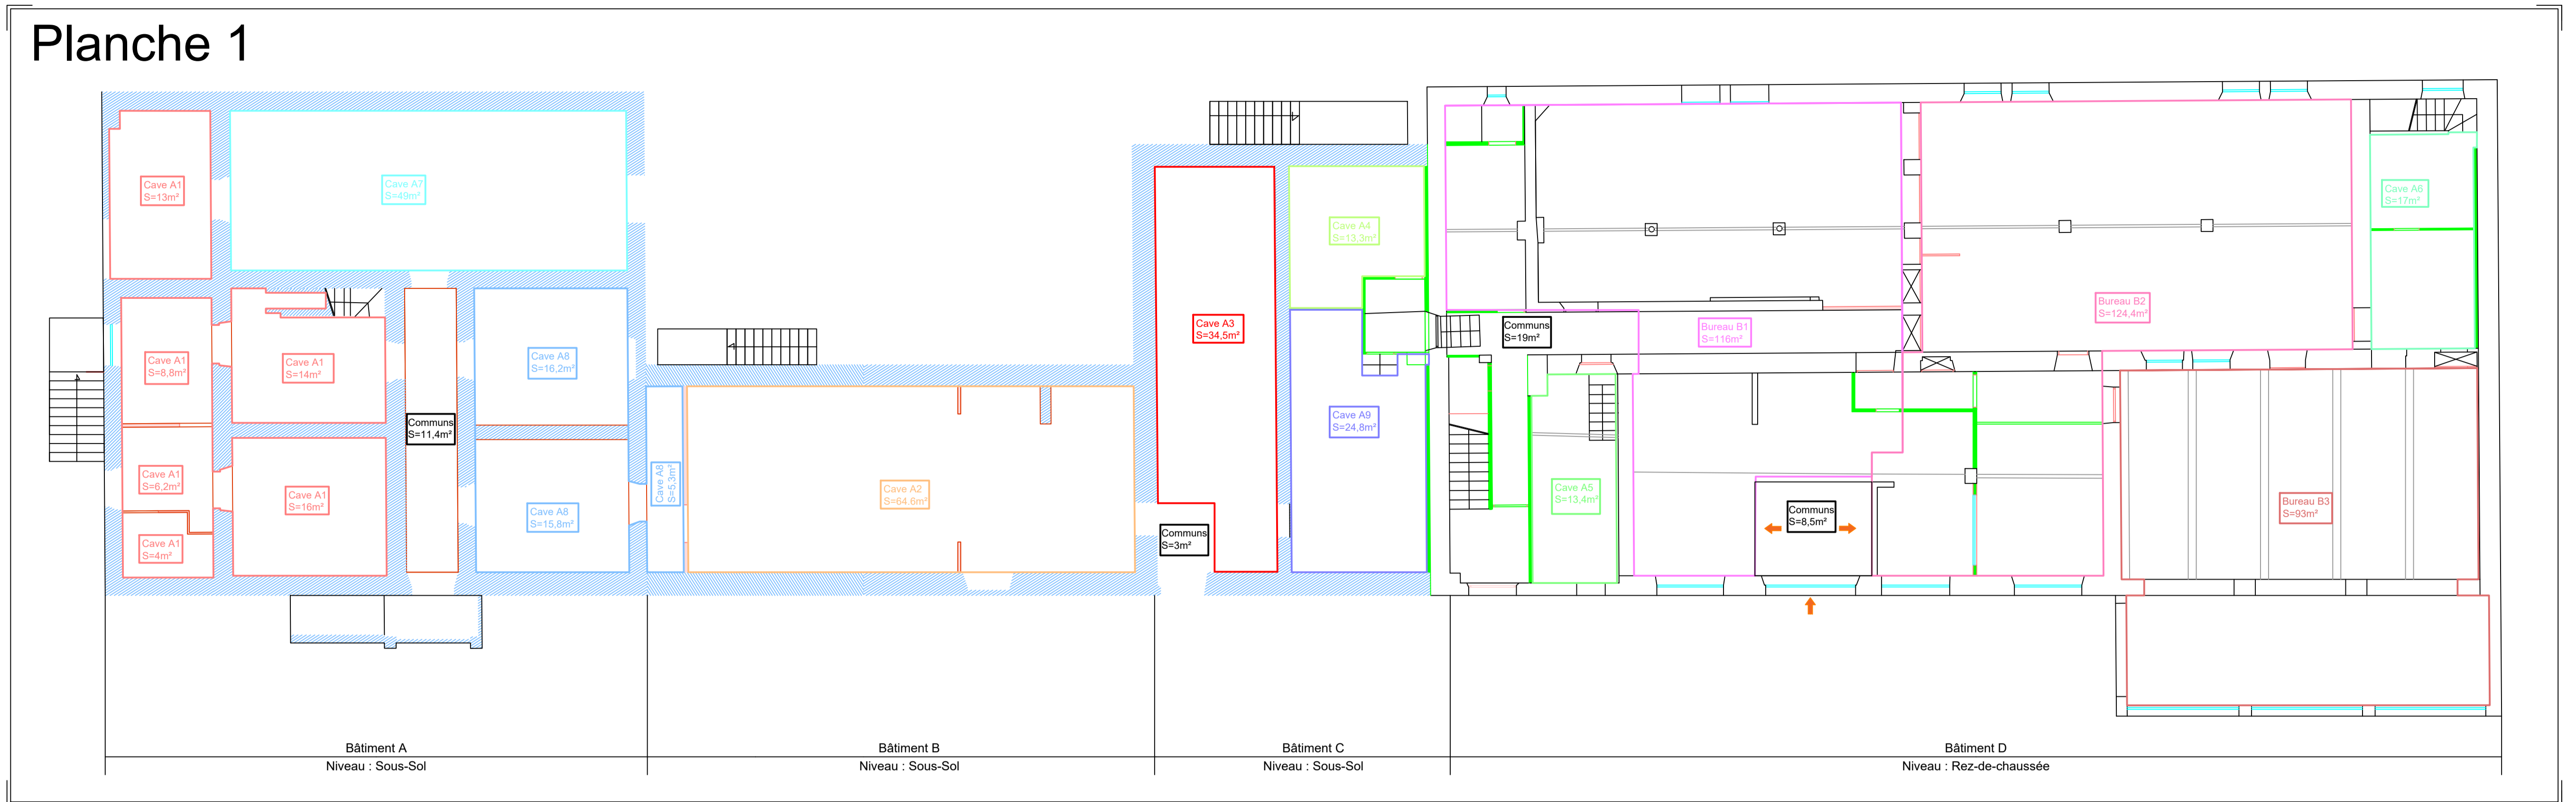 Planche 1
Cave A1
S=13m²
Cave A7
S=49m²
Cave A1
S=8,8m²
Cave A1
S=14m²
Cave A8
S=16,2m²
Communs
S=11,4m²
Cave A1
S=6,2m²
Cave A1
S=16m²
Cave A1
S=4m²
Cave A8
S=15,8m²
Cave A8
S=5,3m²
Cave A2
S=64.6m²
Cave A3
S=34,5m²
Communs
S=3m²
Cave A4
S=13,3m²
Cave A9
S=24,8m²
Communs
S=19m²
Bureau B1
S=116m²
Cave A5
S=13,4m²
Communs
S=8,5m²
Bureau B2
S=124,4m²
Cave A6
S=17m²
Bureau B3
S=93m²
Bâtiment A
Niveau : Sous-Sol
Bâtiment B
Niveau : Sous-Sol
Bâtiment C
Niveau : Sous-Sol
Bâtiment D
Niveau : Rez-de-chaussée